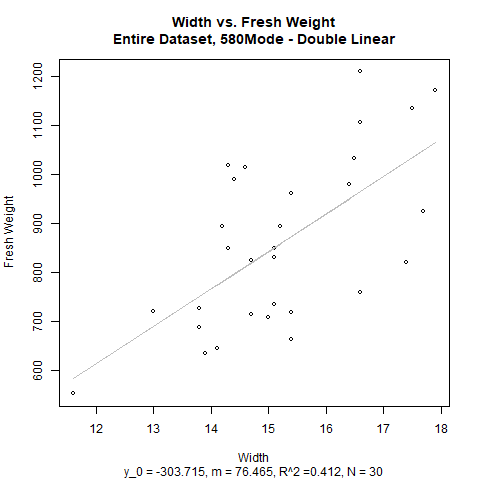 Width vs. Fresh Weight
Entire Dataset, 580Mode - Double Linear
Fresh Weight
1200
1100
1000
900
800
700
600
12 13 14 15 16 17 18
Width
y_0 = -303.715, m = 76.465, R^2 =0.412, N = 30